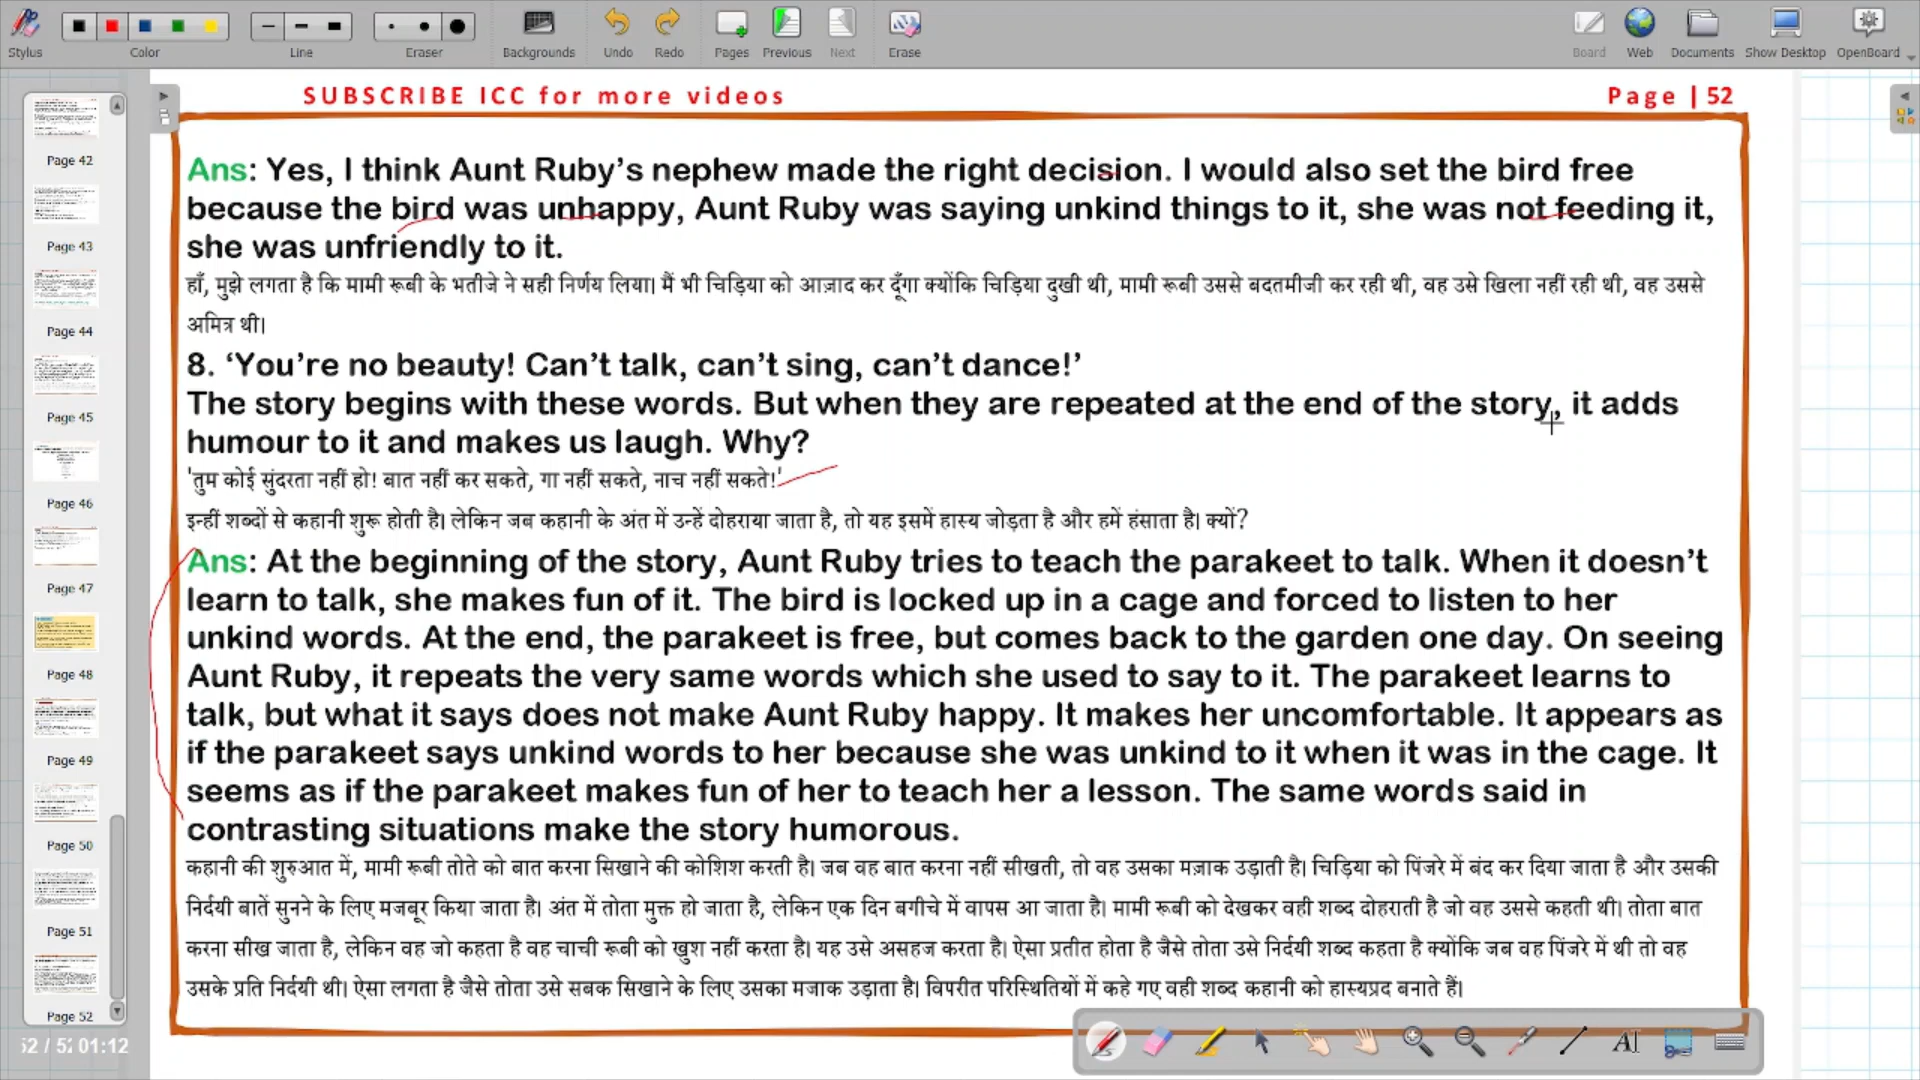 Stylus
Color
Line
Eraser
Backgrounds
Undo
Redo
Pages
Previous
Next
Erase
Board
Web
Documents
Show Desktop
OpenBoard
SUBSCRIBE ICC for more videos
Page | 52
Ans: Yes, I think Aunt Ruby’s nephew made the right decision. I would also set the bird free
because the bird was unhappy, Aunt Ruby was saying unkind things to it, she was not feeding it,
she was unfriendly to it.
हाँ, मुझे लगता है कि मामी रूबी के भतीजे ने सही निर्णय लिया। मैं भी चिड़िया को आज़ाद कर दूँगा क्योंकि चिड़िया दुखी थी, मामी रूबी उससे बदतमीजी कर रही थी, वह उसे खिला नहीं रही थी, वह उससे
अमित्र थी।
8. ‘You’re no beauty! Can’t talk, can’t sing, can’t dance!’
The story begins with these words. But when they are repeated at the end of the story, it adds
humour to it and makes us laugh. Why?
'तुम कोई सुंदरता नहीं हो! बात नहीं कर सकते, गा नहीं सकते, नाच नहीं सकते!'
इन्हीं शब्दों से कहानी शुरू होती है। लेकिन जब कहानी के अंत में उन्हें दोहराया जाता है, तो यह इसमें हास्य जोड़ता है और हमें हंसाता है। क्यों?
Ans: At the beginning of the story, Aunt Ruby tries to teach the parakeet to talk. When it doesn’t
learn to talk, she makes fun of it. The bird is locked up in a cage and forced to listen to her
unkind words. At the end, the parakeet is free, but comes back to the garden one day. On seeing
Aunt Ruby, it repeats the very same words which she used to say to it. The parakeet learns to
talk, but what it says does not make Aunt Ruby happy. It makes her uncomfortable. It appears as
if the parakeet says unkind words to her because she was unkind to it when it was in the cage. It
seems as if the parakeet makes fun of her to teach her a lesson. The same words said in
contrasting situations make the story humorous.
कहानी की शुरुआत में, मामी रूबी तोते को बात करना सिखाने की कोशिश करती है। जब वह बात करना नहीं सीखती, तो वह उसका मज़ाक उड़ाती है। चिड़िया को पिंजरे में बंद कर दिया जाता है और उसकी
निर्दयी बातें सुनने के लिए मजबूर किया जाता है। अंत में तोता मुक्त हो जाता है, लेकिन एक दिन बगीचे में वापस आ जाता है। मामी रूबी को देखकर वही शब्द दोहराती है जो वह उससे कहती थी। तोता बात
करना सीख जाता है, लेकिन वह जो कहता है वह चाची रूबी को खुश नहीं करता है। यह उसे असहज करता है। ऐसा प्रतीत होता है जैसे तोता उसे निर्दयी शब्द कहता है क्योंकि जब वह पिंजरे में थी तो वह
उसके प्रति निर्दयी थी। ऐसा लगता है जैसे तोता उसे सबक सिखाने के लिए उसका मजाक उड़ाता है। विपरीत परिस्थितियों में कहे गए वही शब्द कहानी को हास्यप्रद बनाते हैं।
Page 42
Page 43
Page 44
Page 45
Page 46
Page 47
Page 48
Page 49
Page 50
Page 51
Page 52
01:12